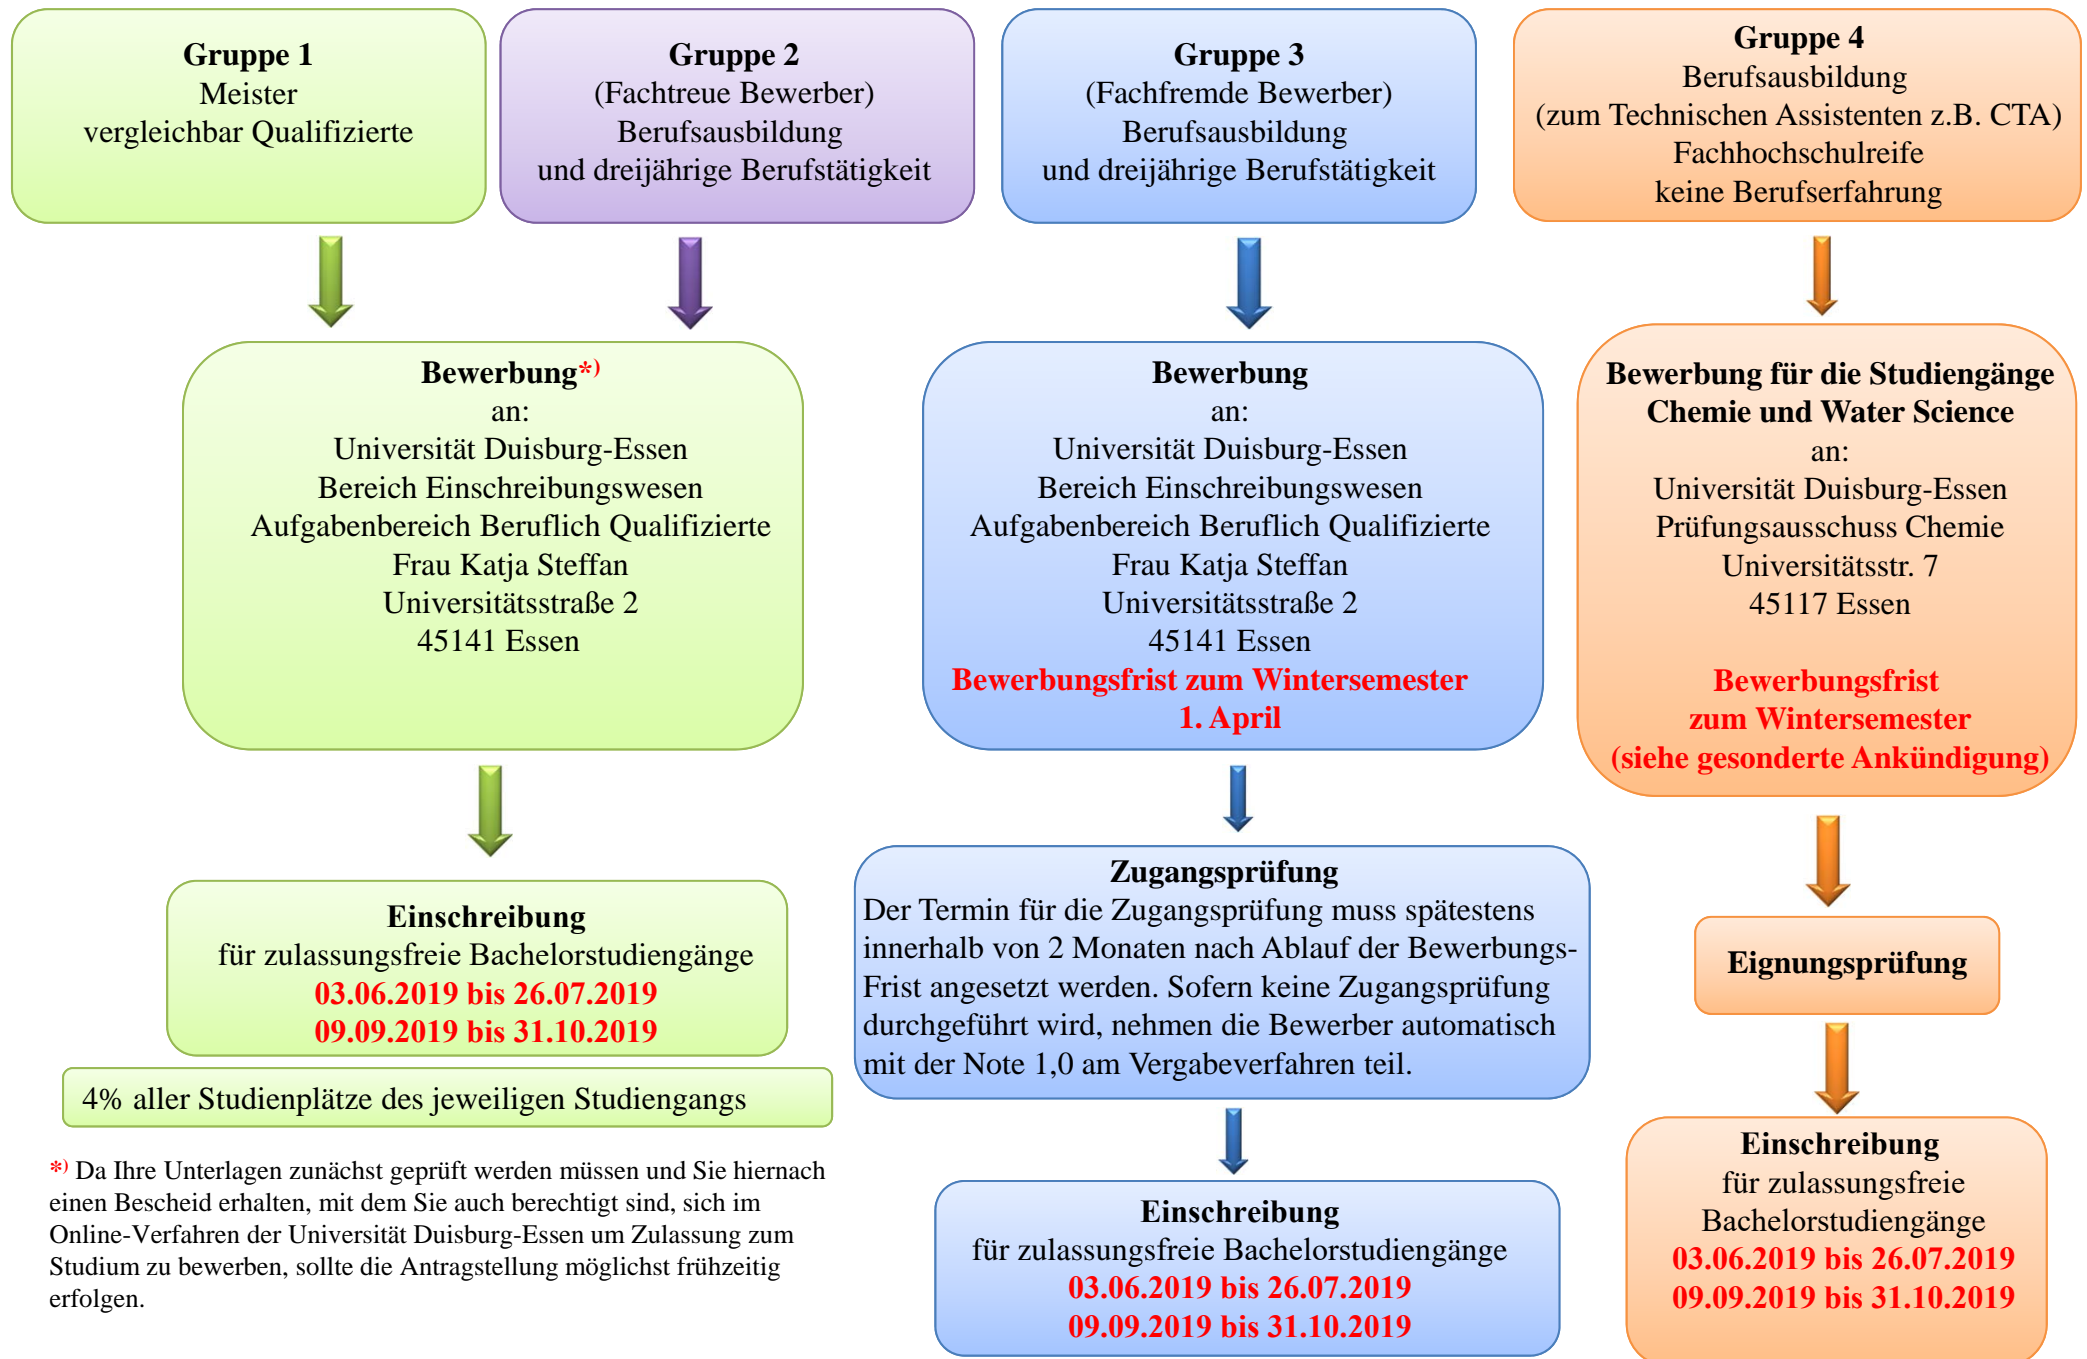 Gruppe 1
Meister
vergleichbar Qualifizierte
Gruppe 2
(Fachtreue Bewerber)
Berufsausbildung
und dreijährige Berufstätigkeit
Gruppe 3
(Fachfremde Bewerber)
Berufsausbildung
und dreijährige Berufstätigkeit
Gruppe 4
Berufsausbildung
(zum Technischen Assistenten z.B. CTA)
Fachhochschulreife
keine Berufserfahrung
Bewerbung*)
an:
Universität Duisburg-Essen
Bereich Einschreibungswesen
Aufgabenbereich Beruflich Qualifizierte
Frau Katja Steffan
Universitätsstraße 2
45141 Essen
Bewerbung
an:
Universität Duisburg-Essen
Bereich Einschreibungswesen
Aufgabenbereich Beruflich Qualifizierte
Frau Katja Steffan
Universitätsstraße 2
45141 Essen
Bewerbungsfrist zum Wintersemester
1. April
Bewerbung für die Studiengänge
Chemie und Water Science
an:
Universität Duisburg-Essen
Prüfungsausschuss Chemie
Universitätsstr. 7
45117 Essen
Bewerbungsfrist
zum Wintersemester
(siehe gesonderte Ankündigung)
Einschreibung
für zulassungsfreie Bachelorstudiengänge
03.06.2019 bis 26.07.2019
09.09.2019 bis 31.10.2019
4% aller Studienplätze des jeweiligen Studiengangs
*) Da Ihre Unterlagen zunächst geprüft werden müssen und Sie hiernach
einen Bescheid erhalten, mit dem Sie auch berechtigt sind, sich im
Online-Verfahren der Universität Duisburg-Essen um Zulassung zum
Studium zu bewerben, sollte die Antragstellung möglichst frühzeitig
erfolgen.
Zugangsprüfung
Der Termin für die Zugangsprüfung muss spätestens
innerhalb von 2 Monaten nach Ablauf der Bewerbungs-
Frist angesetzt werden. Sofern keine Zugangsprüfung
durchgeführt wird, nehmen die Bewerber automatisch
mit der Note 1,0 am Vergabeverfahren teil.
Einschreibung
für zulassungsfreie Bachelorstudiengänge
03.06.2019 bis 26.07.2019
09.09.2019 bis 31.10.2019
Eignungsprüfung
Einschreibung
für zulassungsfreie
Bachelorstudiengänge
03.06.2019 bis 26.07.2019
09.09.2019 bis 31.10.2019